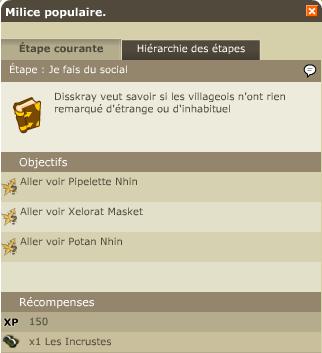 Milice populaire.
Étape courante
Hiérarchie des étapes
Étape : Je fais du social
Disskray veut savoir si les villageois n'ont rien
remarqué d'étrange ou d'inhabituel
Objectifs
Aller voir Pipelette Nhin
Aller voir Xelorat Masket
Aller voir Potan Nhin
Récompenses
XP 150
x1 Les Incrustes